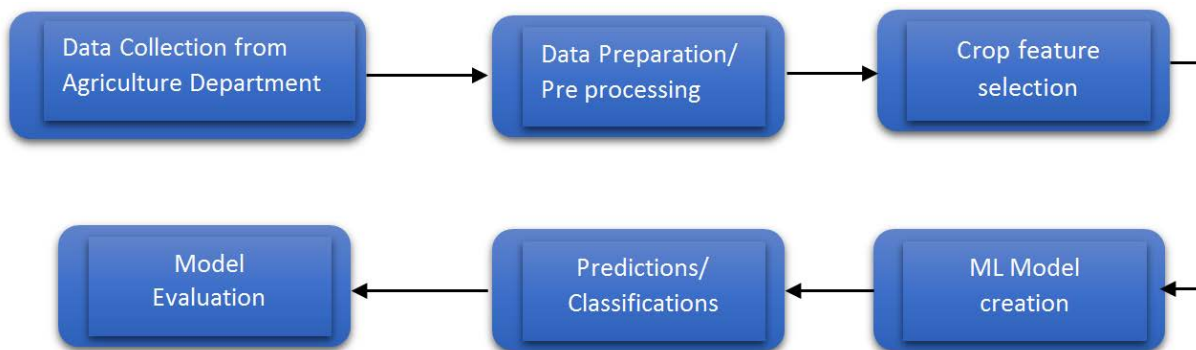 Data Collection from
Agriculture Department
Data Preparation/
Pre processing
Crop feature
selection
ML Model
creation
Predictions/
Classifications
Model
Evaluation